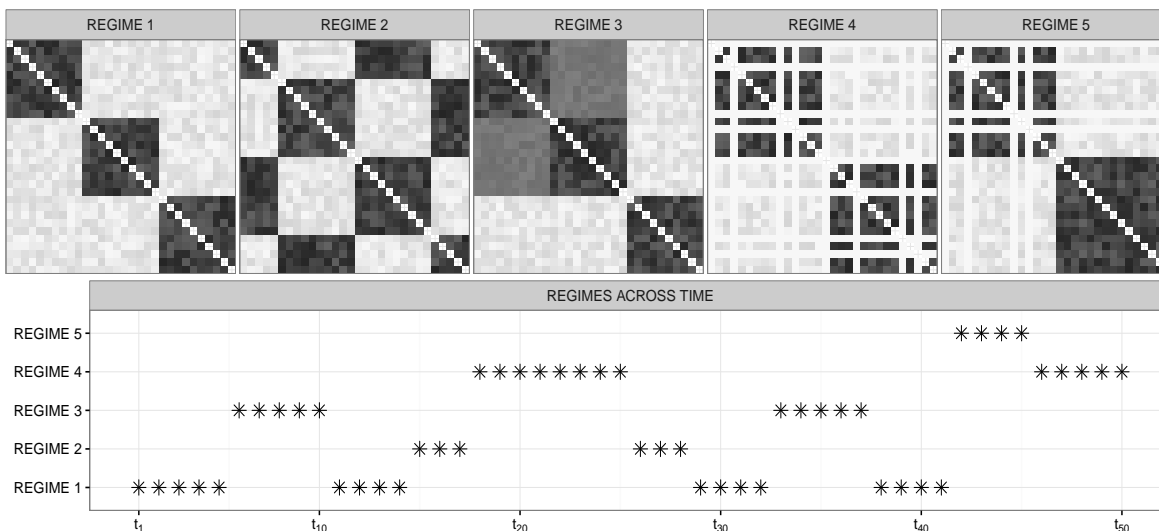 REGIME 1 REGIME 2 REGIME 3 REGIME 4 REGIME 5
REGIMES ACROSS TIME
REGIME 5
REGIME 4
REGIME 3
REGIME 2
REGIME 1
t1 t10 t20 t30 t40 t50